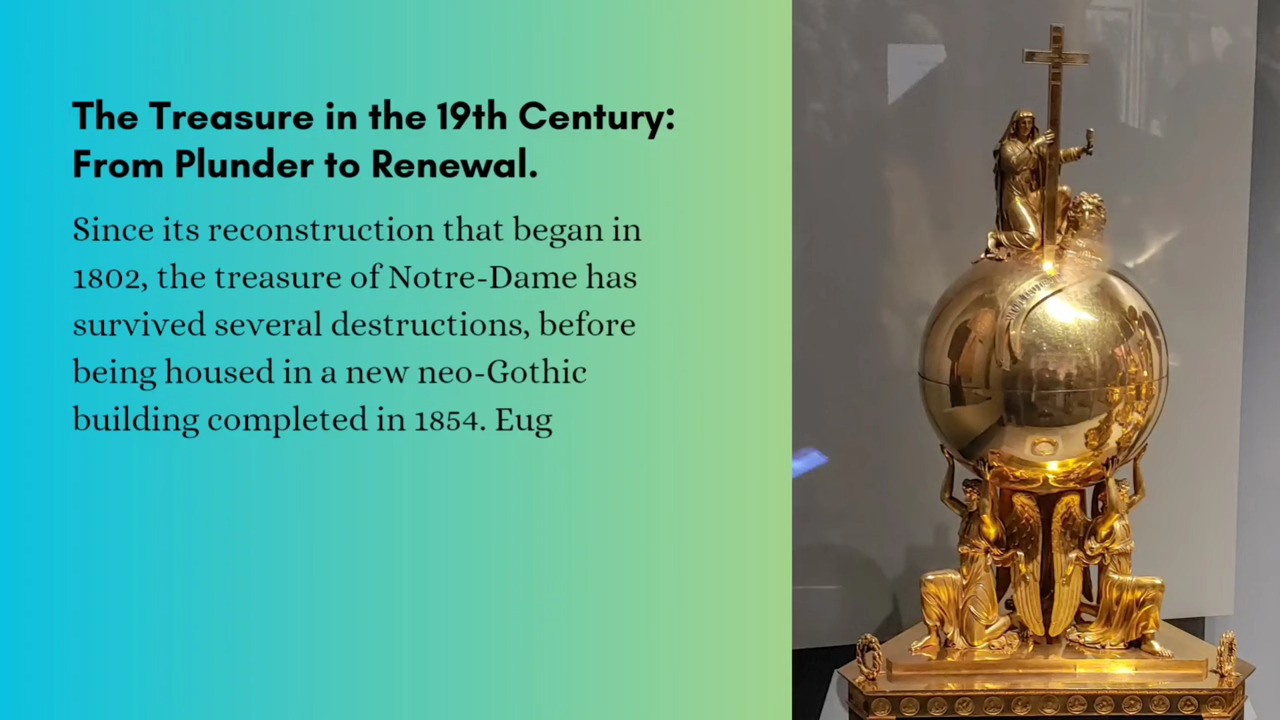 The Treasure in the 19th Century:
From Plunder to Renewal.
Since its reconstruction that began in
1802, the treasure of Notre-Dame has
survived several destructions, before
being housed in a new neo-Gothic
building completed in 1854. Eug